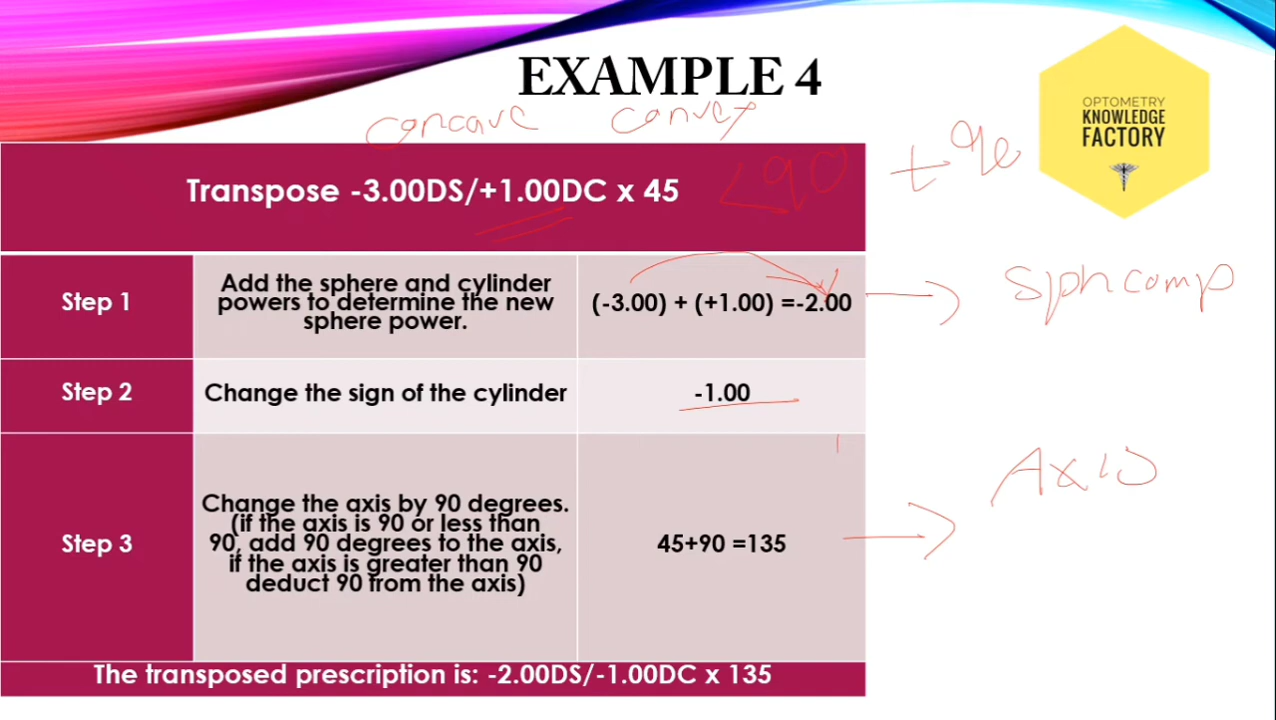 EXAMPLE 4
OPTOMETRY
KNOWLEDGE
FACTORY
concave convex
Transpose -3.00DS/+1.00DC x 45
<90
+ 90
Step 1
Add the sphere and cylinder
powers to determine the new
sphere power.
(-3.00) + (+1.00) =-2.00
Sph comp
Step 2
Change the sign of the cylinder
-1.00
Step 3
Change the axis by 90 degrees.
(if the axis is 90 or less than
90, add 90 degrees to the axis,
if the axis is greater than 90
deduct 90 from the axis)
45+90 =135
Axis
The transposed prescription is: -2.00DS/-1.00DC x 135